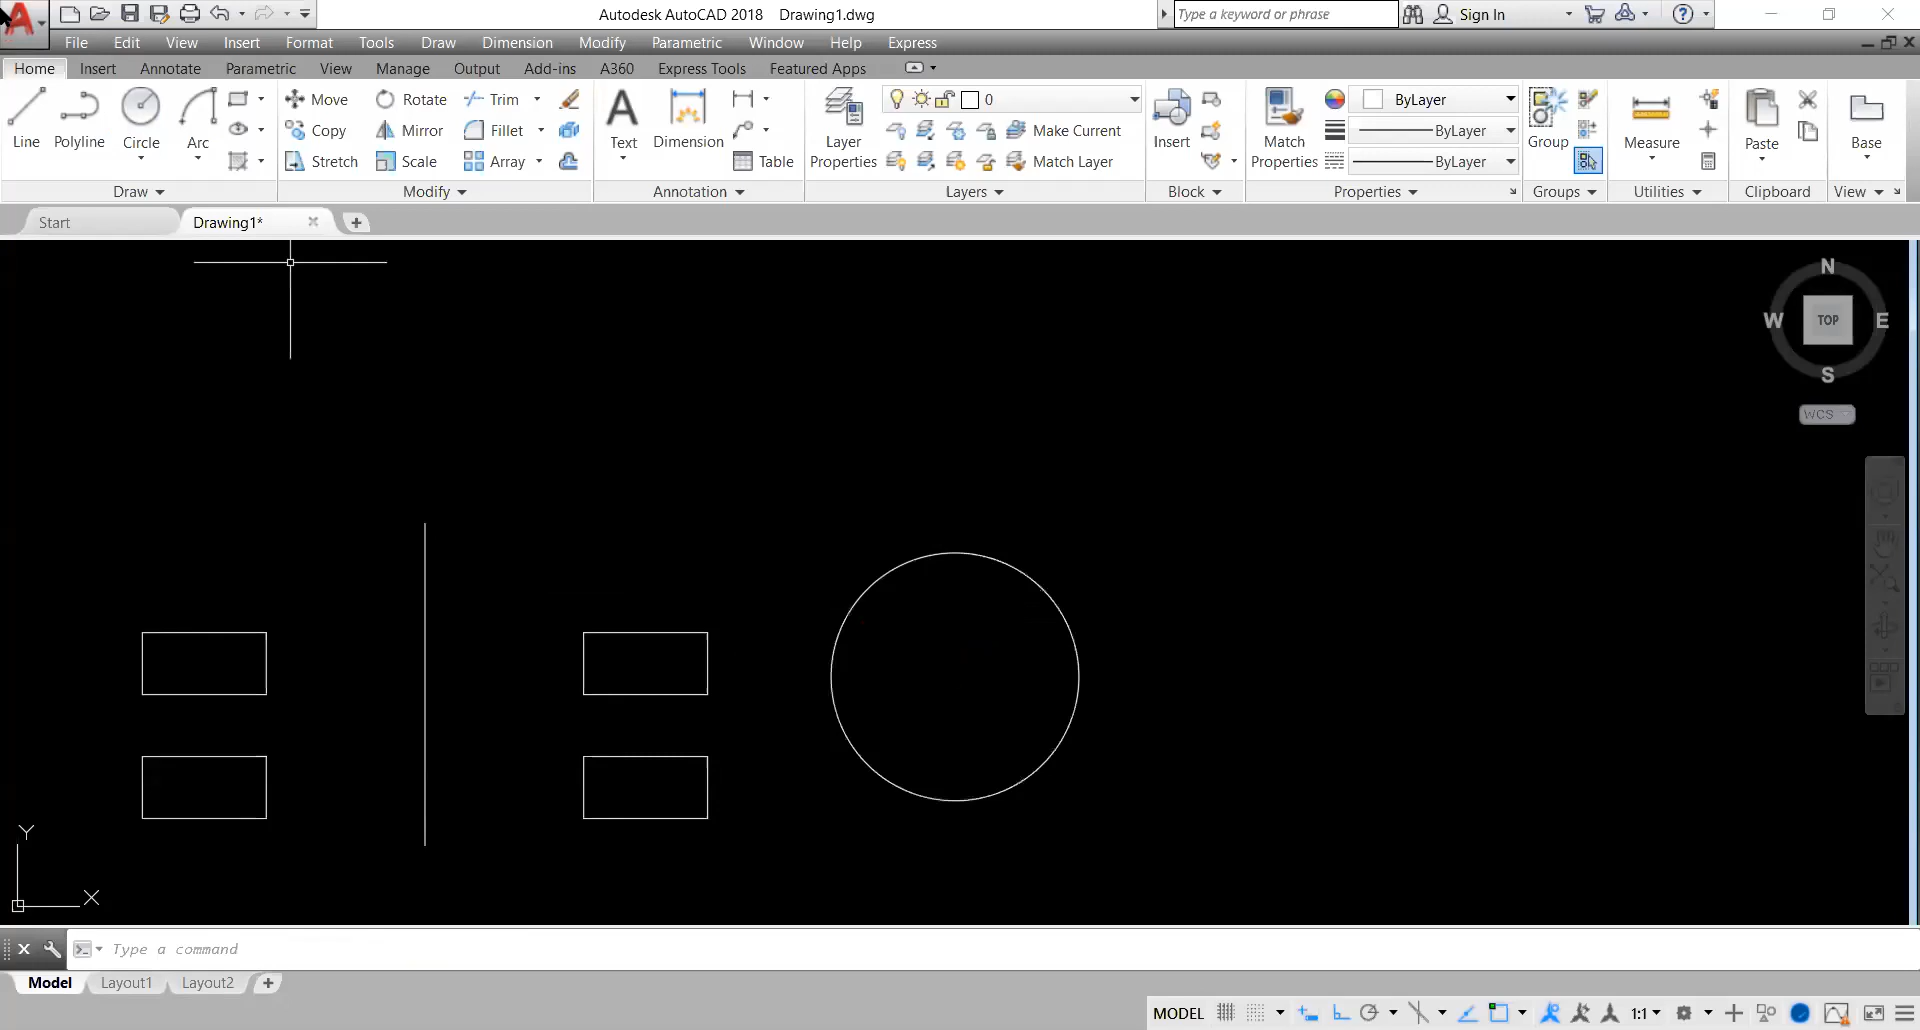 Autodesk AutoCAD 2018 Drawing1.dwg Type a keyword or phrase Sign In
File Edit View Insert Format Tools Draw Dimension Modify Parametric Window Help Express
Home Insert Annotate Parametric View Manage Output Add-ins A360 Express Tools Featured Apps
Move Rotate Trim 0 ByLayer
Line Polyline Circle Arc Copy Mirror Fillet Text Dimension Make Current Insert ByLayer Group Measure Paste Base
Stretch Scale Array Table Layer Properties Match Layer Match Properties ByLayer
Draw Modify Annotation Layers Block Properties Groups Utilities Clipboard View
Start Drawing1*
N
W TOP E
S
WCS
Y
X
Type a command
Model Layout1 Layout2
MODEL 1:1